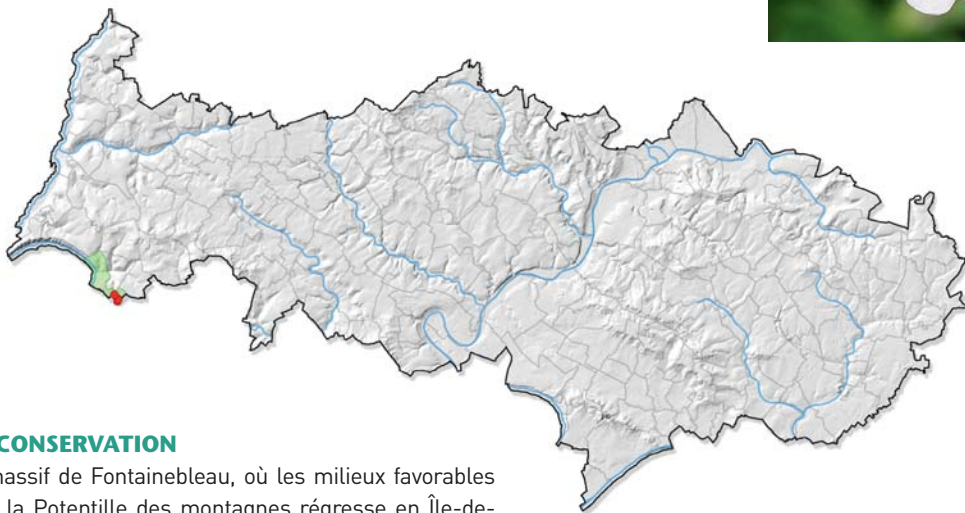 CONSERVATION
massif de Fontainebleau, où les milieux favorables
la Potentille des montagnes régresse en Île-de-